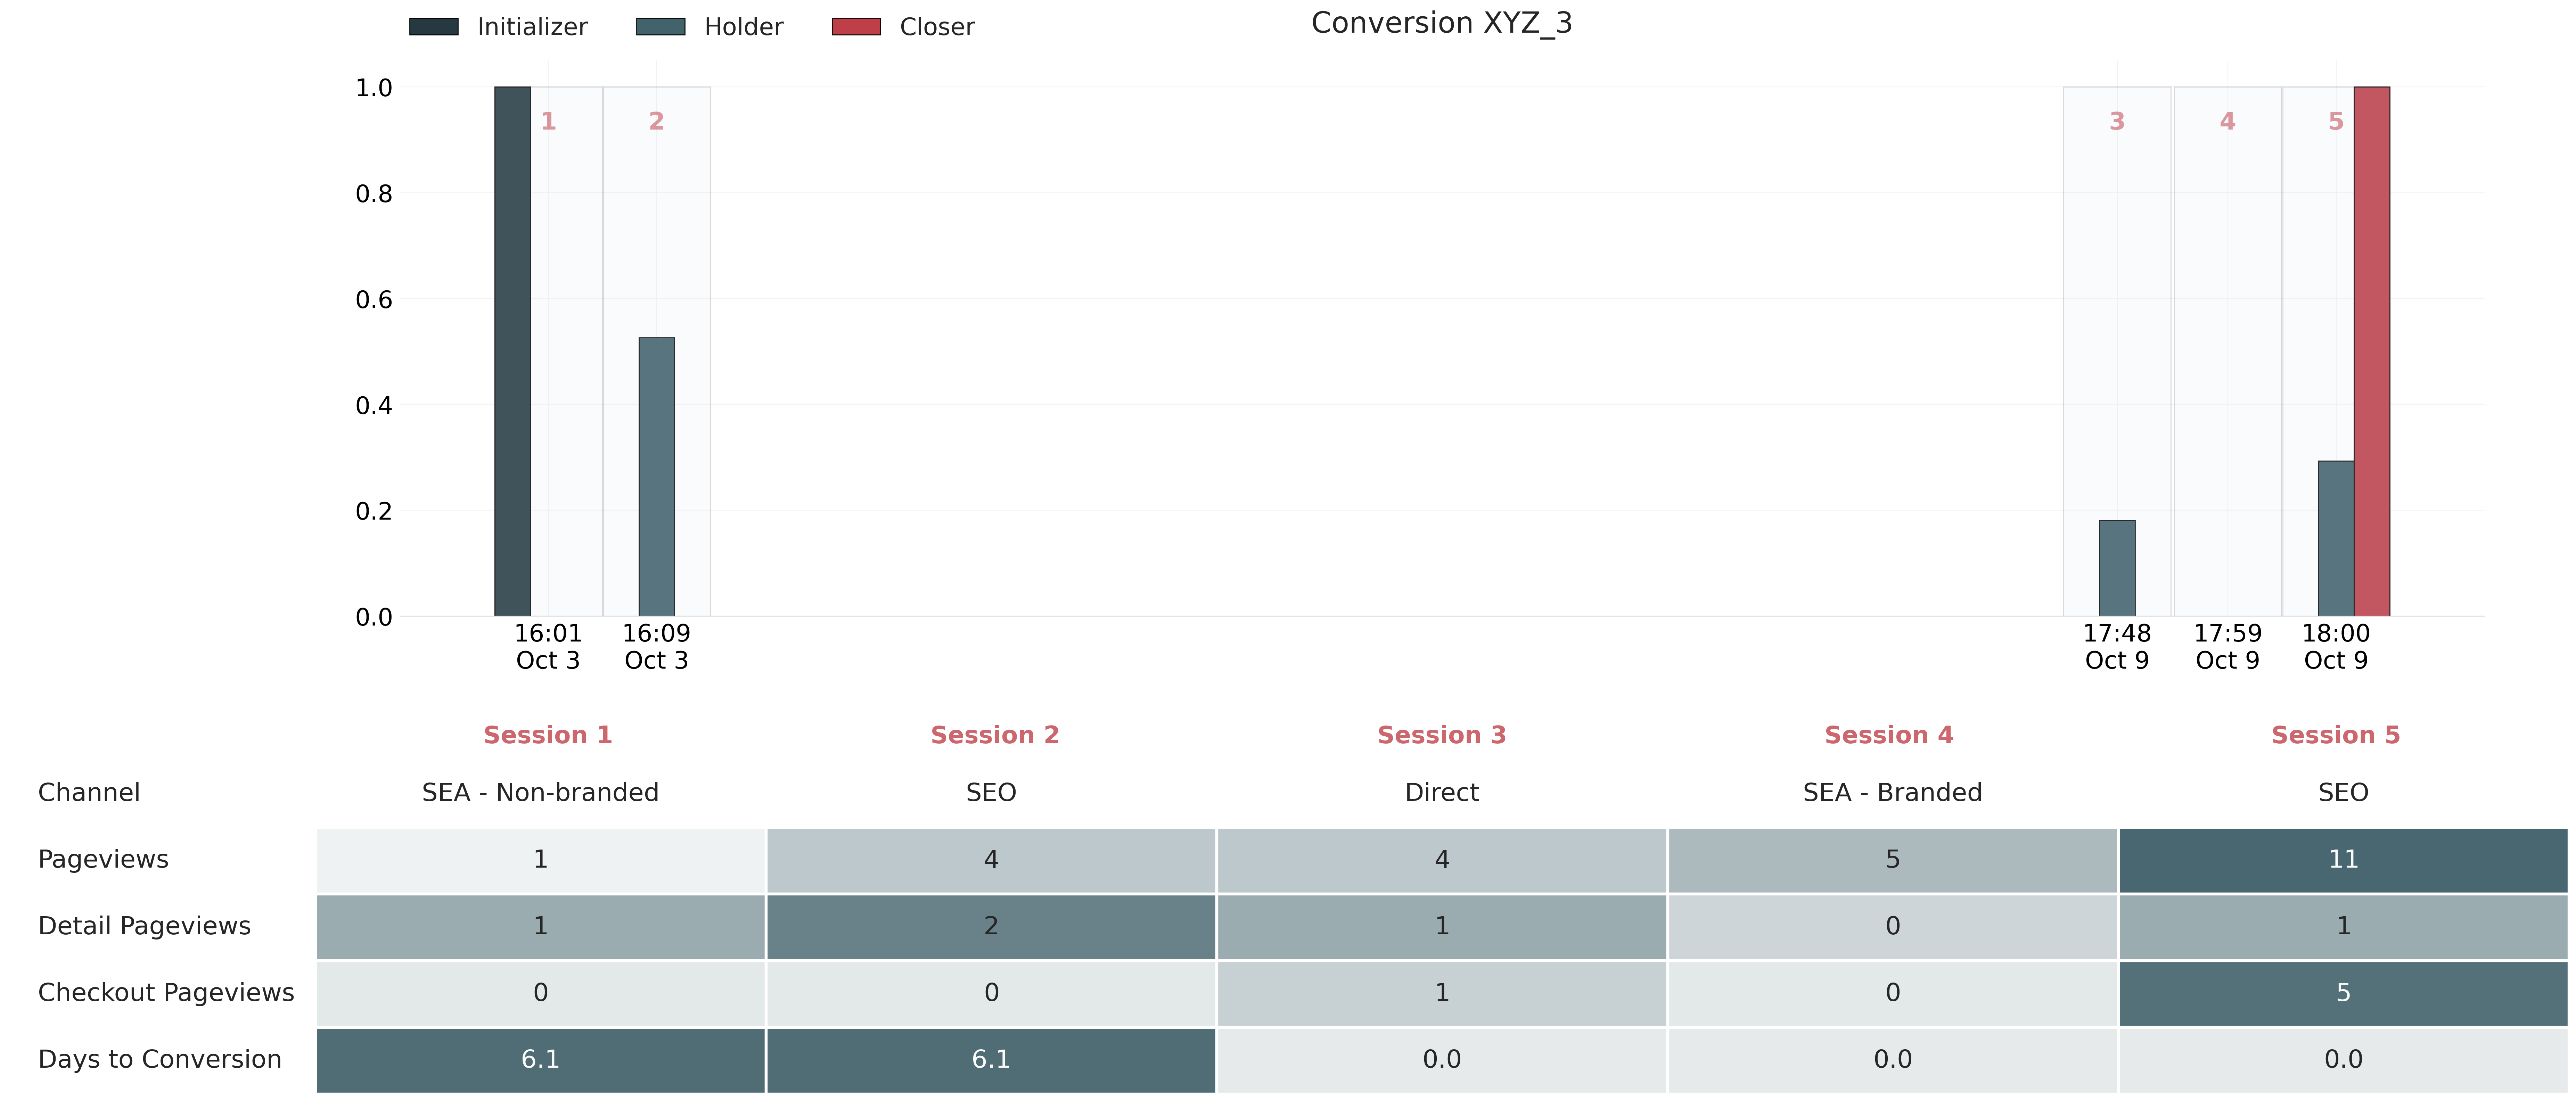 Initializer Holder Closer Conversion XYZ_3
1.0
0.8
0.6
0.4
0.2
0.0
1 2 3 4 5
16:01 16:09 17:48 17:59 18:00
Oct 3 Oct 3 Oct 9 Oct 9 Oct 9
Session 1 Session 2 Session 3 Session 4 Session 5
Channel SEA - Non-branded SEO Direct SEA - Branded SEO
Pageviews 1 4 4 5 11
Detail Pageviews 1 2 1 0 1
Checkout Pageviews 0 0 1 0 5
Days to Conversion 6.1 6.1 0.0 0.0 0.0